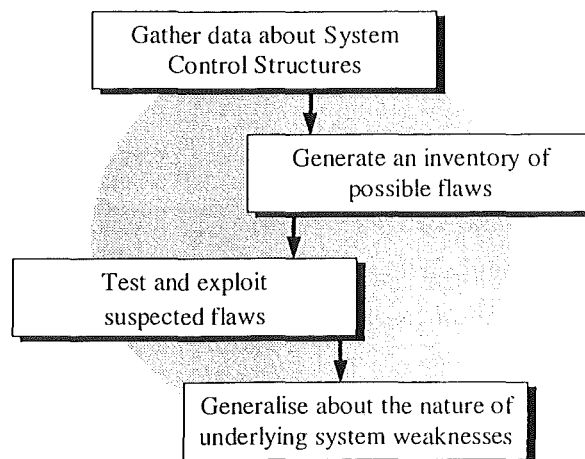 Gather data about System
Control Structures
Generate an inventory of
possible flaws
Test and exploit
suspected flaws
Generalise about the nature of
underlying system weaknesses